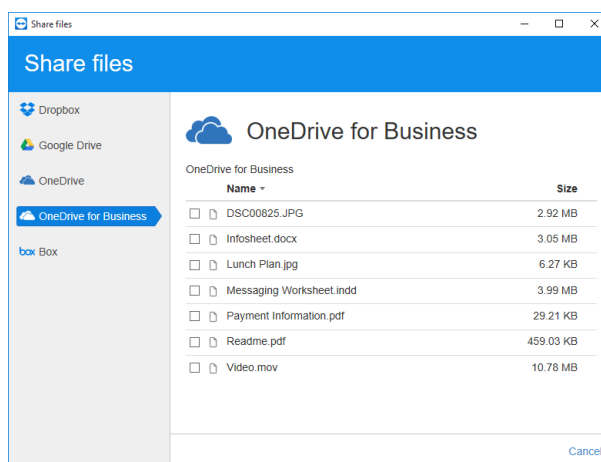 Share files
Share files
Dropbox
Google Drive
OneDrive
OneDrive for Business
box Box
OneDrive for Business
OneDrive for Business
Name Size
DSC00825.JPG 2.92 MB
Infosheet.docx 3.05 MB
Lunch Plan.jpg 6.27 KB
Messaging Worksheet.indd 3.99 MB
Payment Information.pdf 29.21 KB
Readme.pdf 459.03 KB
Video.mov 10.78 MB
Cancel